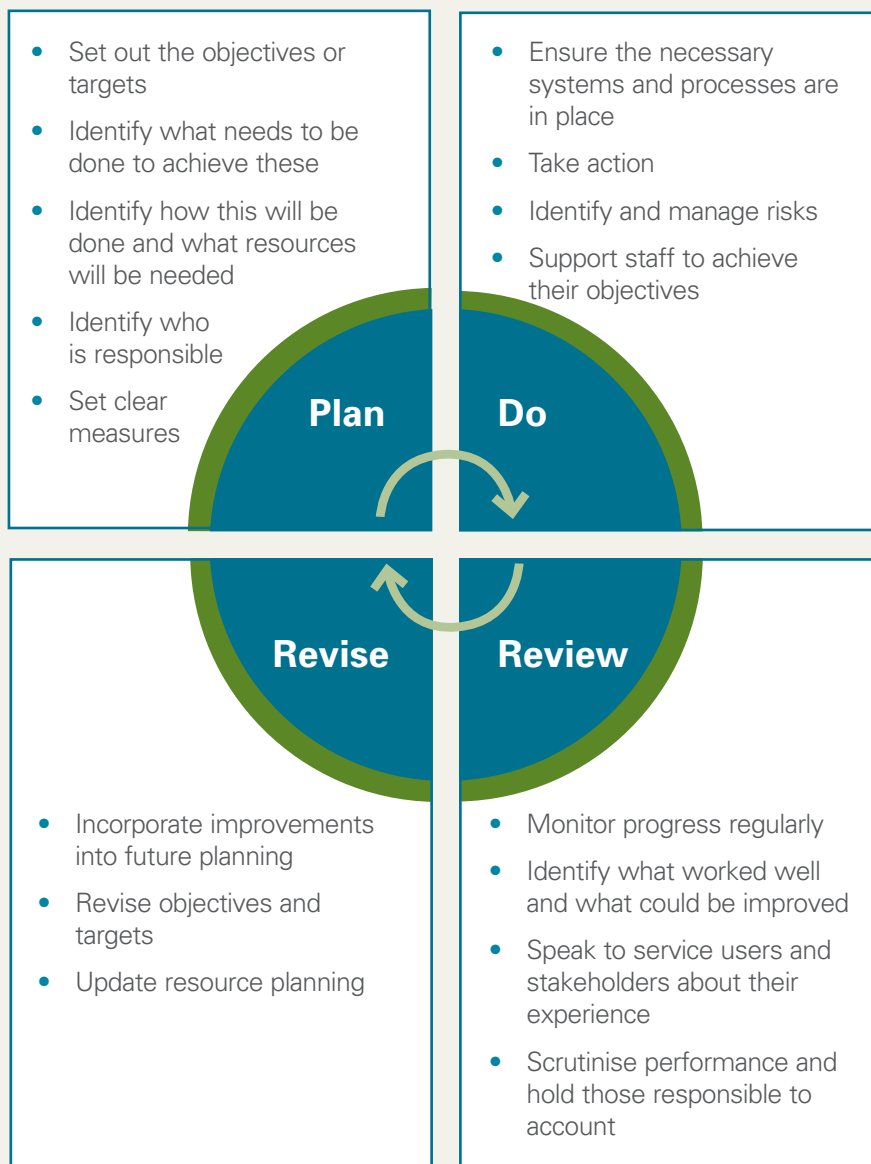 • Set out the objectives or
targets
• Identify what needs to be
done to achieve these
• Identify how this will be
done and what resources
will be needed
• Identify who
is responsible
• Set clear
measures
Plan
• Ensure the necessary
systems and processes are
in place
• Take action
• Identify and manage risks
• Support staff to achieve
their objectives
Do
Revise
• Incorporate improvements
into future planning
• Revise objectives and
targets
• Update resource planning
Review
• Monitor progress regularly
• Identify what worked well
and what could be improved
• Speak to service users and
stakeholders about their
experience
• Scrutinise performance and
hold those responsible to
account